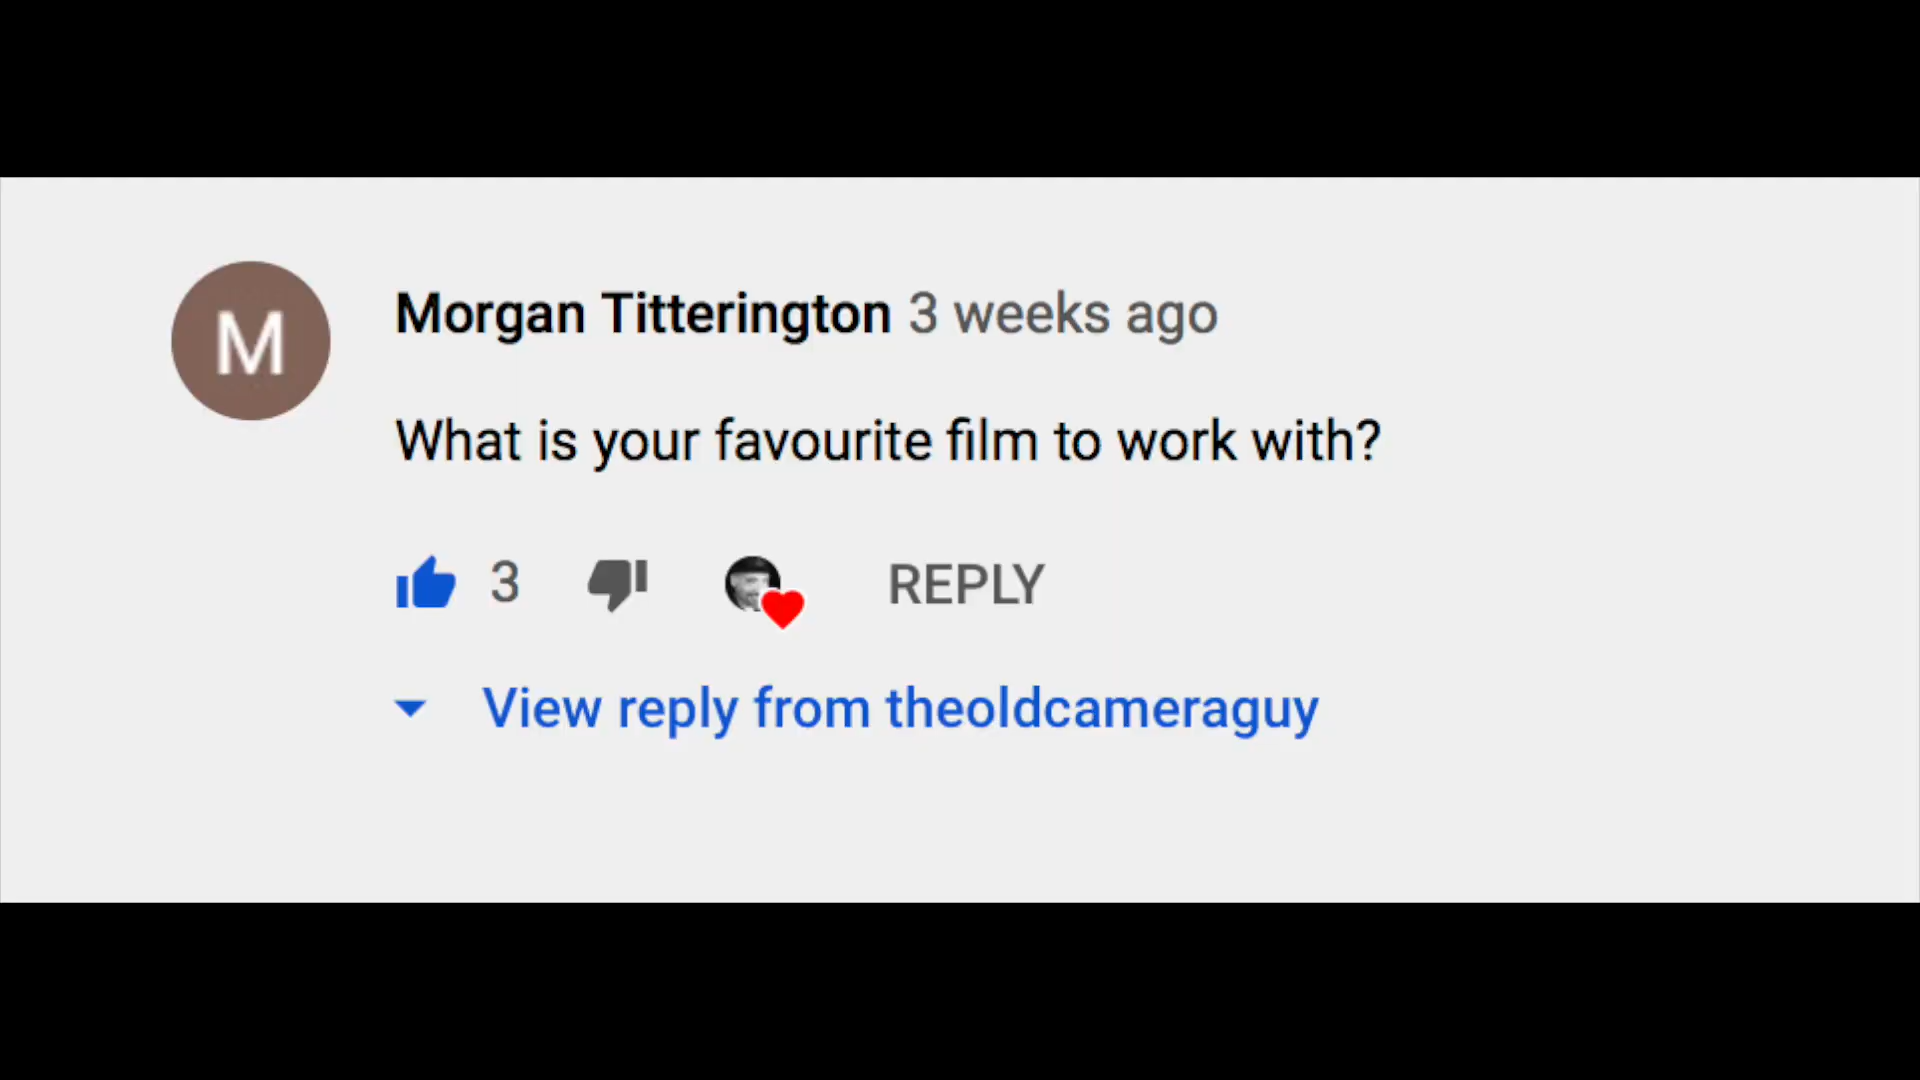 M
Morgan Titterington 3 weeks ago
What is your favourite film to work with?
3
REPLY
View reply from theoldcameraguy